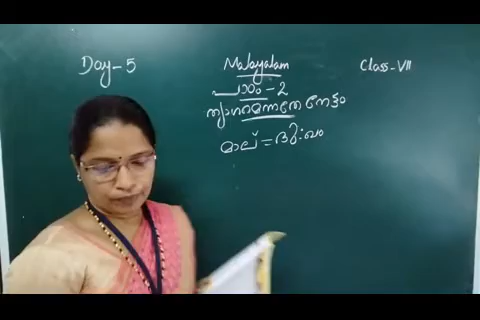 Day-5
Malayalam
Class-VII
പാഠം-2
ത്യാഗമെന്നതേ നേട്ടം
മാല് = ദുഃഖം